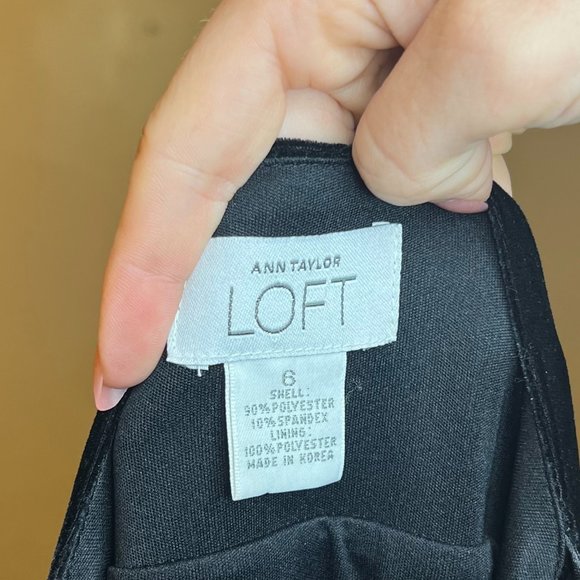 ANN TAYLOR
LOFT
6
SHELL:
90% POLYESTER
10% SPANDEX
LINING:
100% POLYESTER
MADE IN KOREA